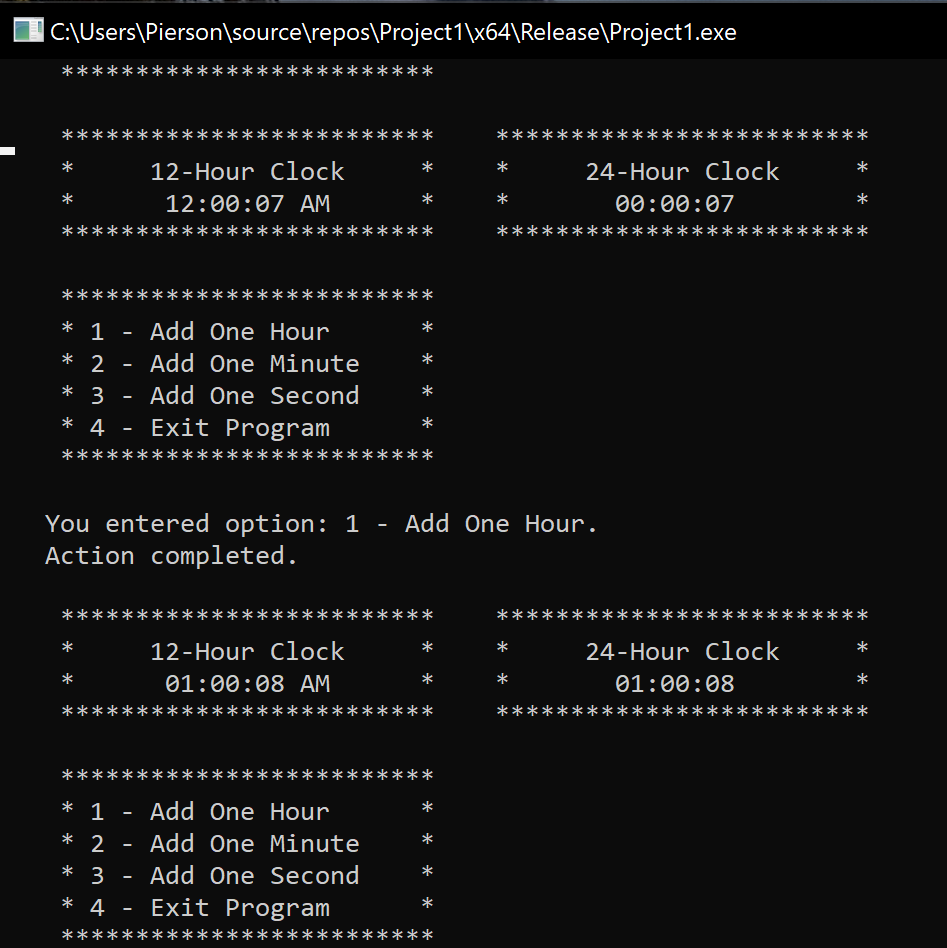 C:\Users\Pierson\source\repos\Project1\x64\Release\Project1.exe
*************************
*************************    *************************
*     12-Hour Clock     *    *     24-Hour Clock     *
*      12:00:07 AM      *    *       00:00:07        *
*************************    *************************
*************************
* 1 - Add One Hour      *
* 2 - Add One Minute    *
* 3 - Add One Second    *
* 4 - Exit Program      *
*************************
You entered option: 1 - Add One Hour.
Action completed.
*************************    *************************
*     12-Hour Clock     *    *     24-Hour Clock     *
*      01:00:08 AM      *    *       01:00:08        *
*************************    *************************
*************************
* 1 - Add One Hour      *
* 2 - Add One Minute    *
* 3 - Add One Second    *
* 4 - Exit Program      *
*************************